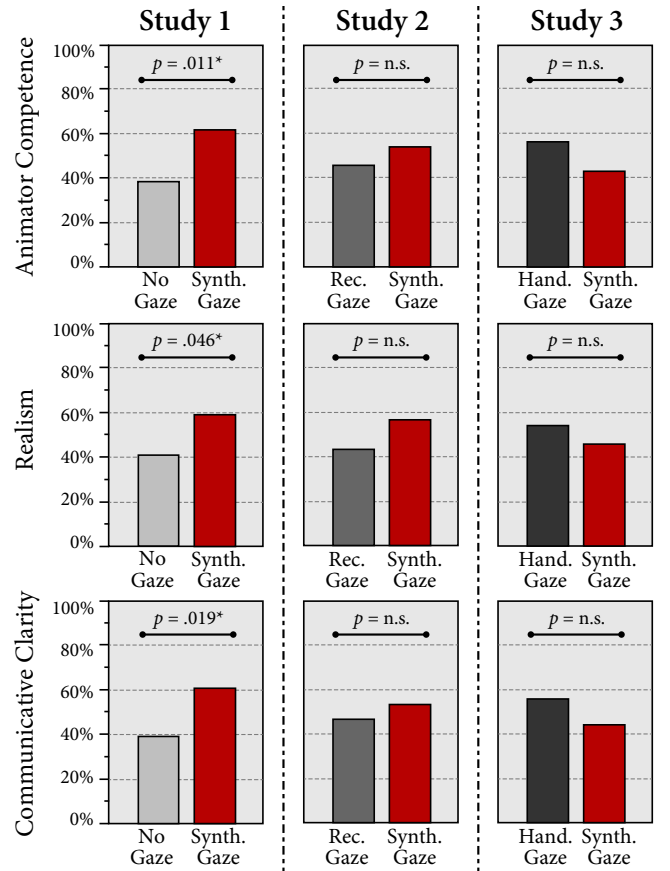 Study 1
Study 2
Study 3
Animator Competence
100%
80%
60%
40%
20%
0%
p = .011*
No Gaze
Synth. Gaze
p = n.s.
Rec. Gaze
Synth. Gaze
p = n.s.
Hand. Gaze
Synth. Gaze
Realism
100%
80%
60%
40%
20%
0%
p = .046*
No Gaze
Synth. Gaze
p = n.s.
Rec. Gaze
Synth. Gaze
p = n.s.
Hand. Gaze
Synth. Gaze
Communicative Clarity
100%
80%
60%
40%
20%
0%
p = .019*
No Gaze
Synth. Gaze
p = n.s.
Rec. Gaze
Synth. Gaze
p = n.s.
Hand. Gaze
Synth. Gaze